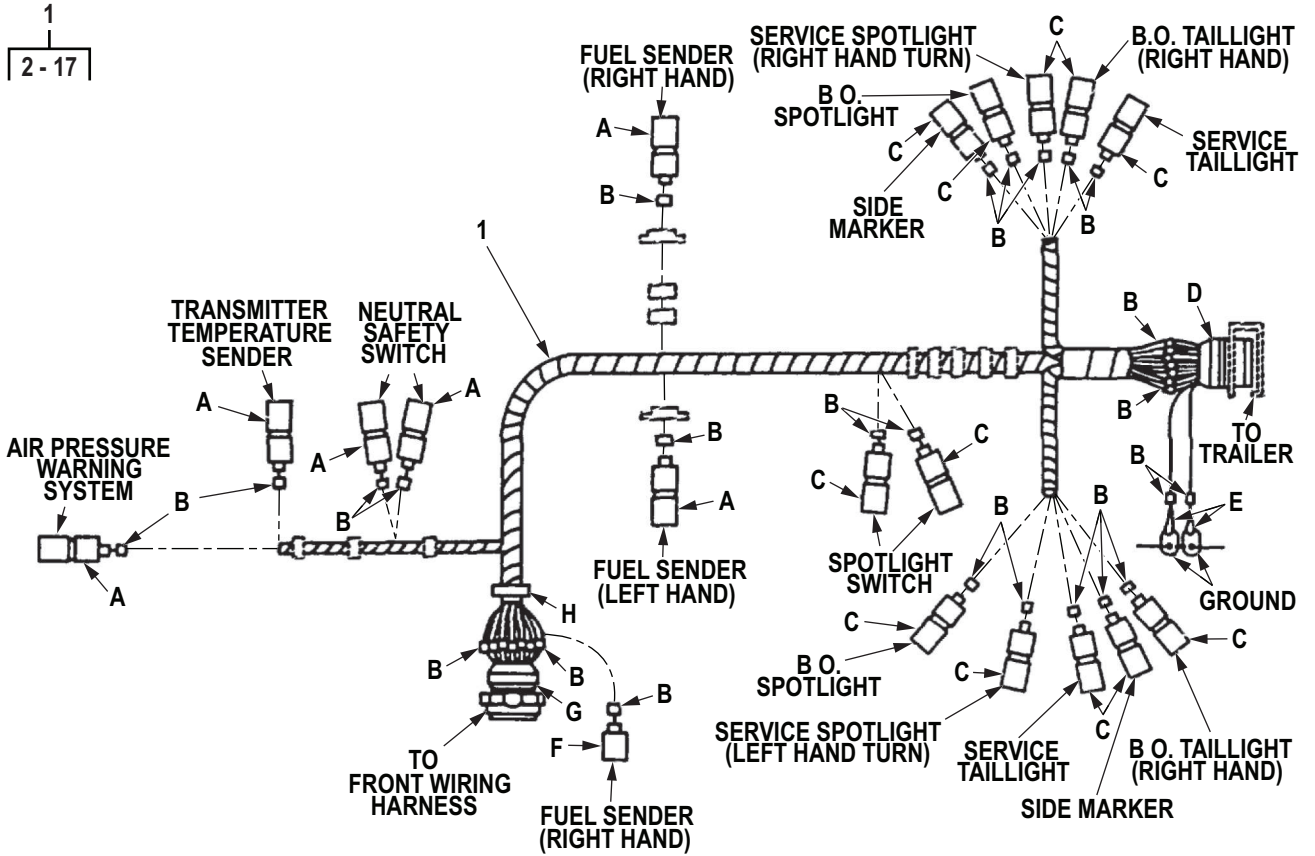 1
2 - 17
FUEL SENDER
(RIGHT HAND)
A
B
SERVICE SPOTLIGHT
(RIGHT HAND TURN)
C
B.O. TAILLIGHT
(RIGHT HAND)
B O.
SPOTLIGHT
C
C
SERVICE
TAILLIGHT
C
SIDE
MARKER
B
B
1
TRANSMITTER
TEMPERATURE
SENDER
NEUTRAL
SAFETY
SWITCH
A
A
A
B
D
B
TO
TRAILER
AIR PRESSURE
WARNING
SYSTEM
B
B
A
B
A
FUEL SENDER
(LEFT HAND)
B
C
C
SPOTLIGHT
SWITCH
B
E
GROUND
B
B
H
B
B
G
TO
FRONT WIRING
HARNESS
B
F
FUEL SENDER
(RIGHT HAND)
C
B O.
SPOTLIGHT
C
SERVICE SPOTLIGHT
(LEFT HAND TURN)
C
SERVICE
TAILLIGHT
C
B O. TAILLIGHT
(RIGHT HAND)
SIDE MARKER